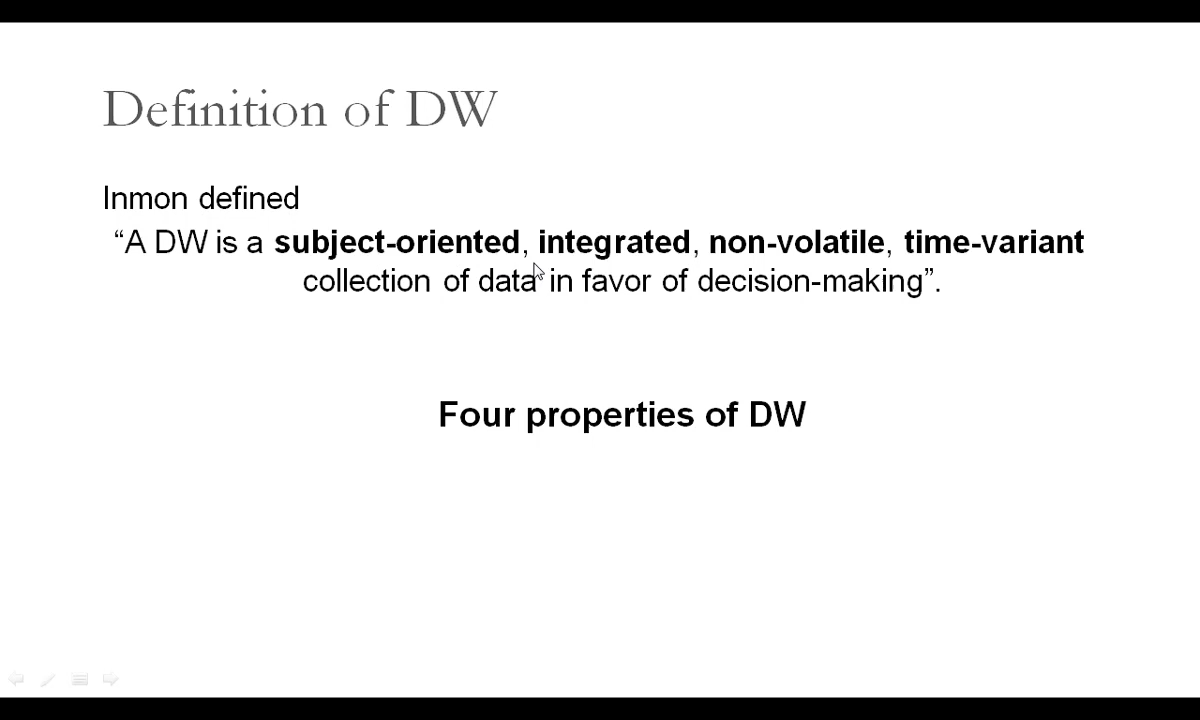 Definition of DW
Inmon defined
“A DW is a subject-oriented, integrated, non-volatile, time-variant
collection of data in favor of decision-making”.
Four properties of DW